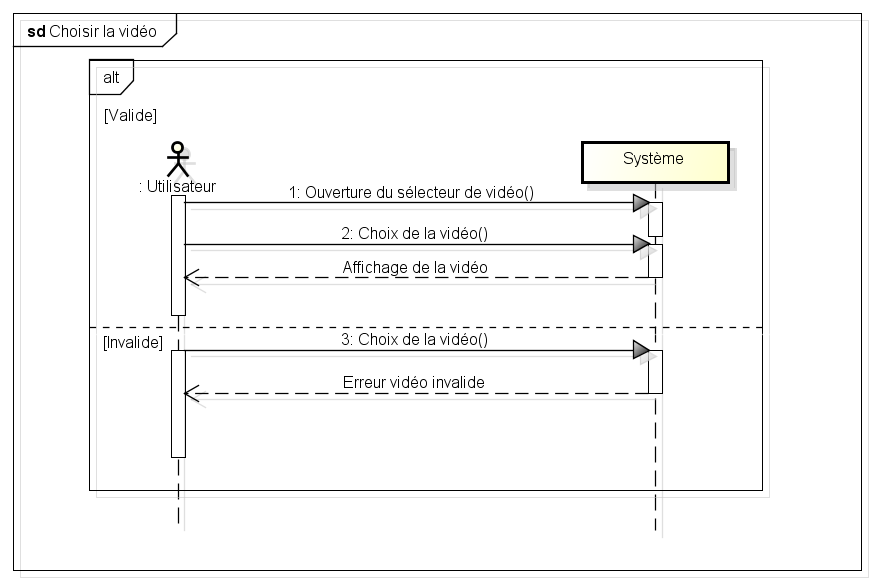 sd Choisir la vidéo
alt
[Valide]
Système
: Utilisateur
1: Ouverture du sélecteur de vidéo()
2: Choix de la vidéo()
Affichage de la vidéo
[Invalide]
3: Choix de la vidéo()
Erreur vidéo invalide